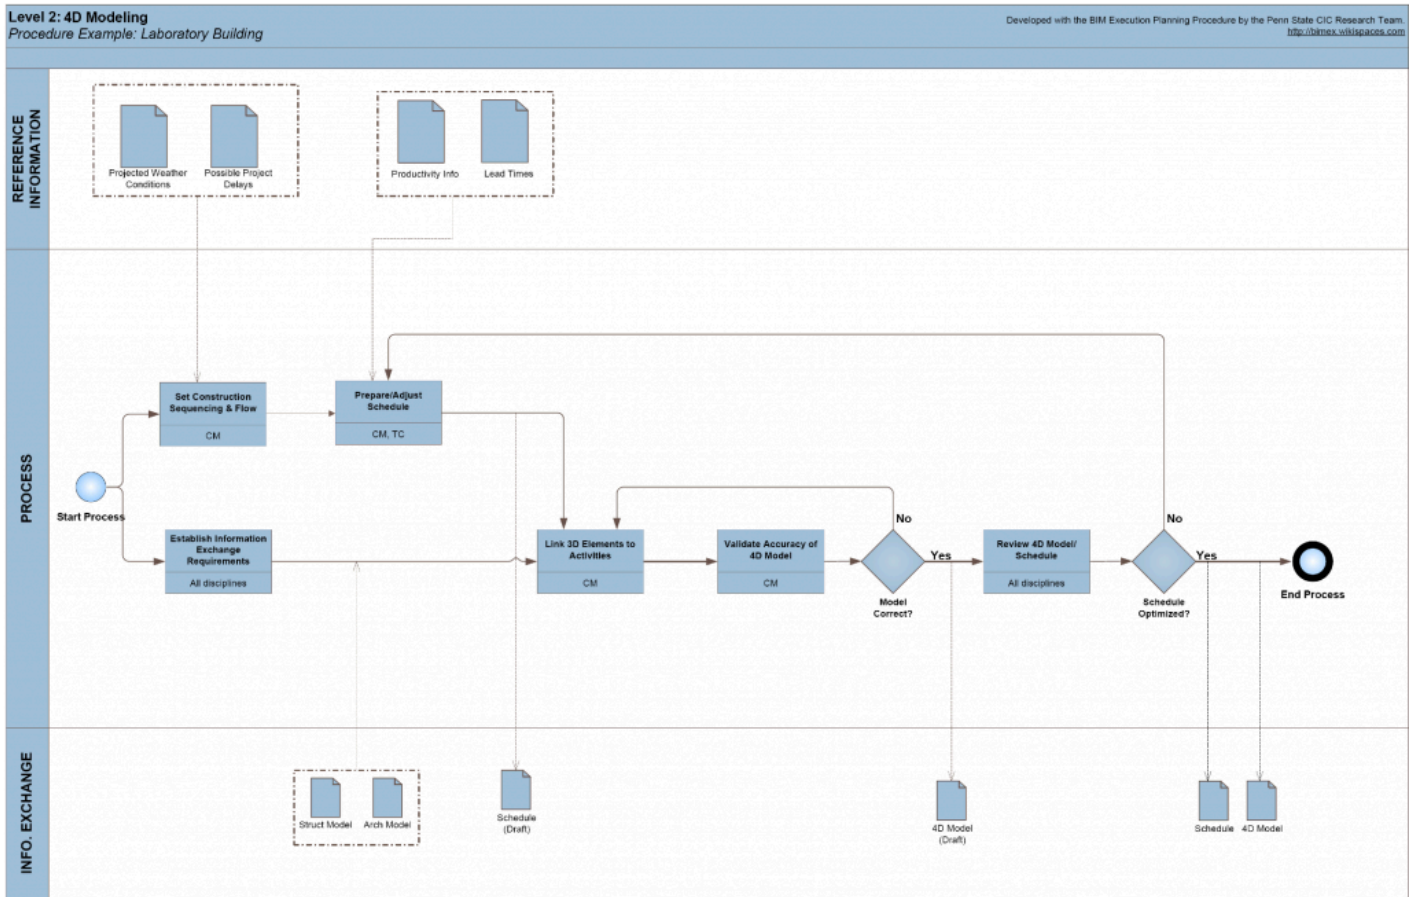 Level 2: 4D Modeling
Procedure Example: Laboratory Building
Developed with the BIM Execution Planning Procedure by the Penn State CIC Research Team.
http://bimex.wikispaces.com
REFERENCE
INFORMATION
Projected Weather
Conditions
Possible Project
Delays
Productivity Info
Lead Times
PROCESS
Start Process
Set Construction
Sequencing & Flow
CM
Prepare/Adjust
Schedule
CM, TC
Establish Information
Exchange
Requirements
All disciplines
Link 3D Elements to
Activities
CM
Validate Accuracy of
4D Model
CM
No
Yes
Model
Correct?
Review 4D Model/
Schedule
All disciplines
No
Yes
Schedule
Optimized?
End Process
INFO. EXCHANGE
Struct Model
Arch Model
Schedule
(Draft)
4D Model
(Draft)
Schedule
4D Model